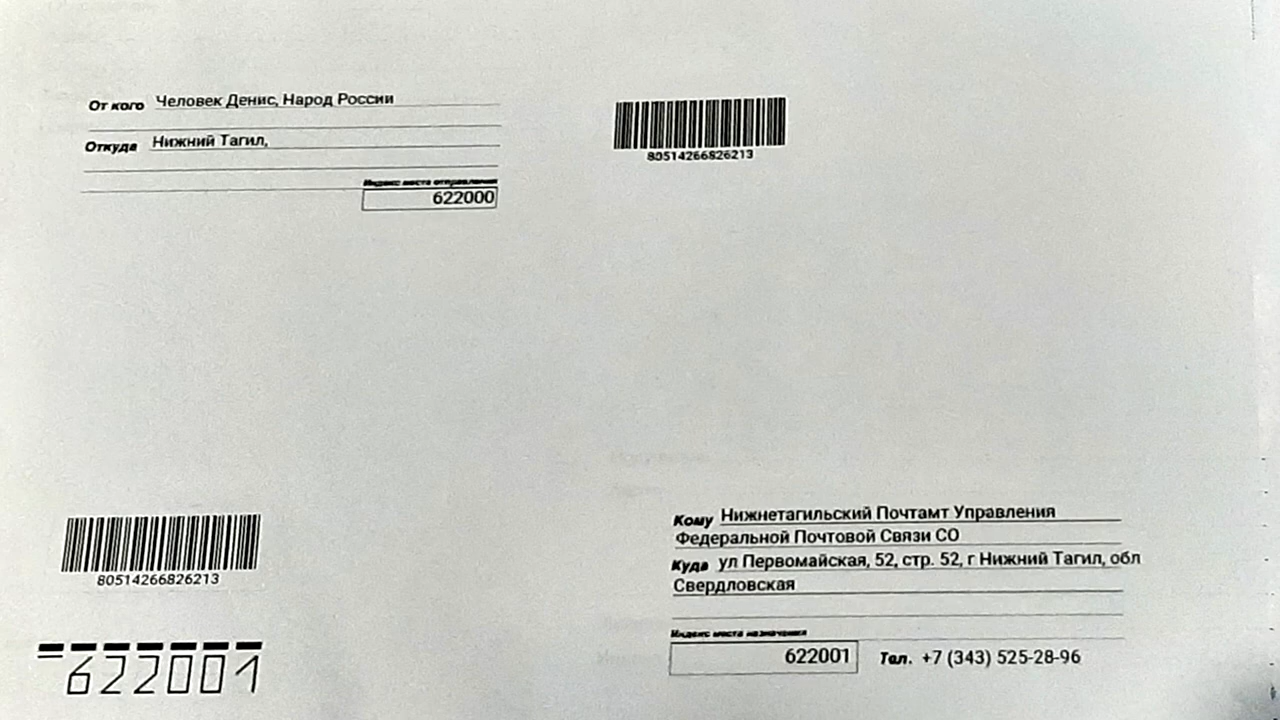 От кого Человек Денис, Народ России
Откуда Нижний Тагил,
Индекс места отправления
622000
80514266826213
80514266826213
622001
Кому Нижнетагильский Почтамт Управления
Федеральной Почтовой Связи СО
Куда ул Первомайская, 52, стр. 52, г Нижний Тагил, обл
Свердловская
Индекс места назначения
622001 Тел. +7 (343) 525-28-96